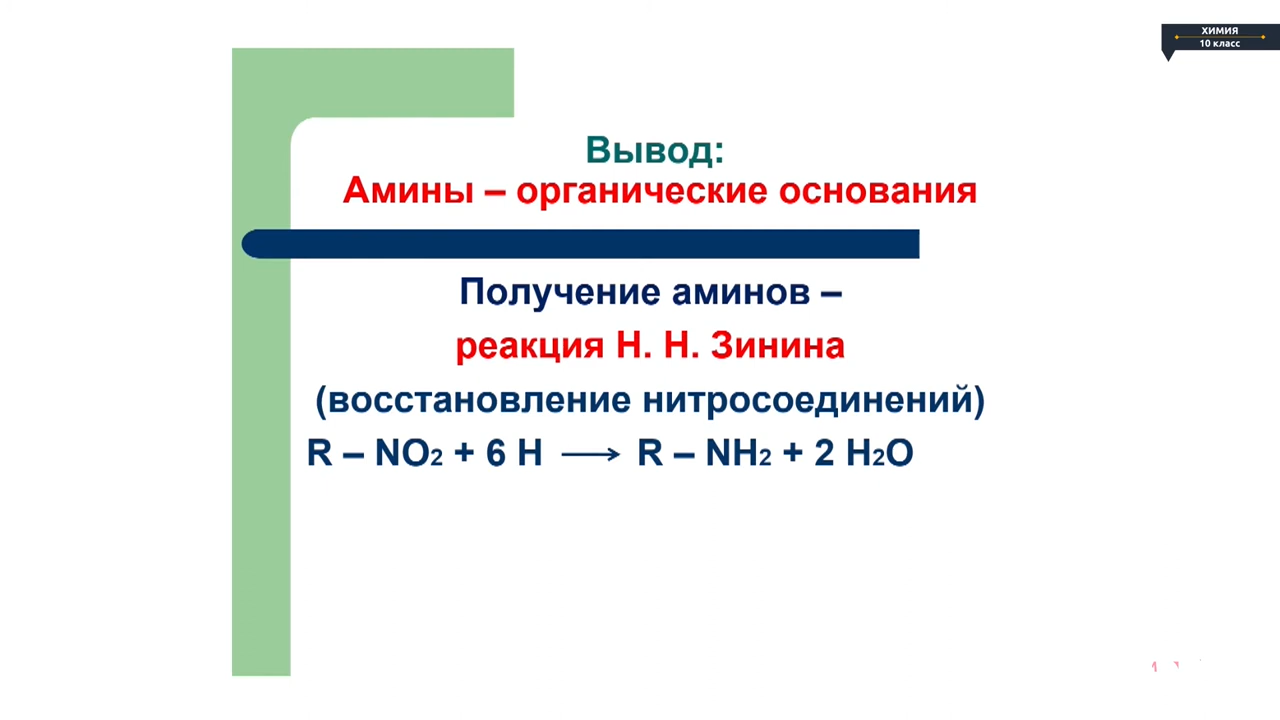 ХИМИЯ
10 класс
Вывод:
Амины – органические основания
Получение аминов –
реакция Н. Н. Зинина
(восстановление нитросоединений)
R – NO₂ + 6 H ⟶ R – NH₂ + 2 H₂O